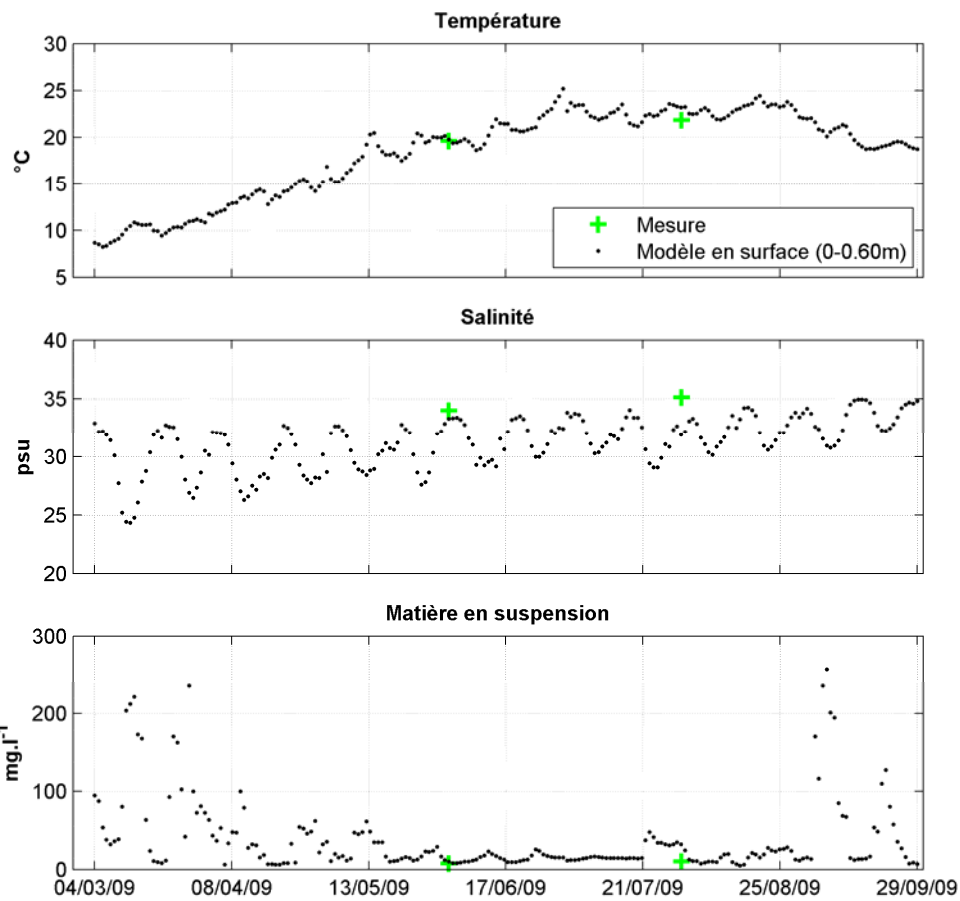 Température
30
25
20
15
10
5
°C
Mesure
Modèle en surface (0-0.60m)
Salinité
40
35
30
25
20
psu
Matière en suspension
300
200
100
0
mg.l-1
04/03/09 08/04/09 13/05/09 17/06/09 21/07/09 25/08/09 29/09/09